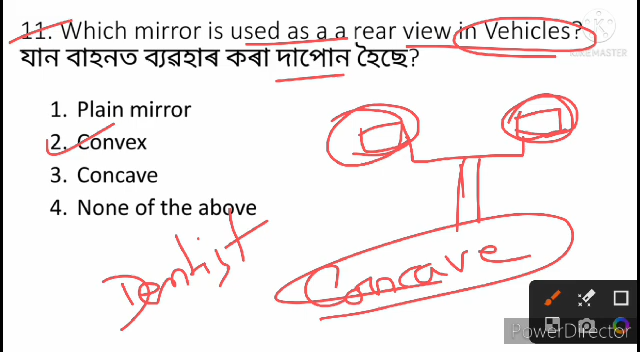 11. Which mirror is used as a a rear view in Vehicles?
যান বাহনত ব্যৱহাৰ কৰা দাপোন হৈছে?
1. Plain mirror
2. Convex
3. Concave
4. None of the above
Dentist
Concave
KINEMASTER
PowerDirector